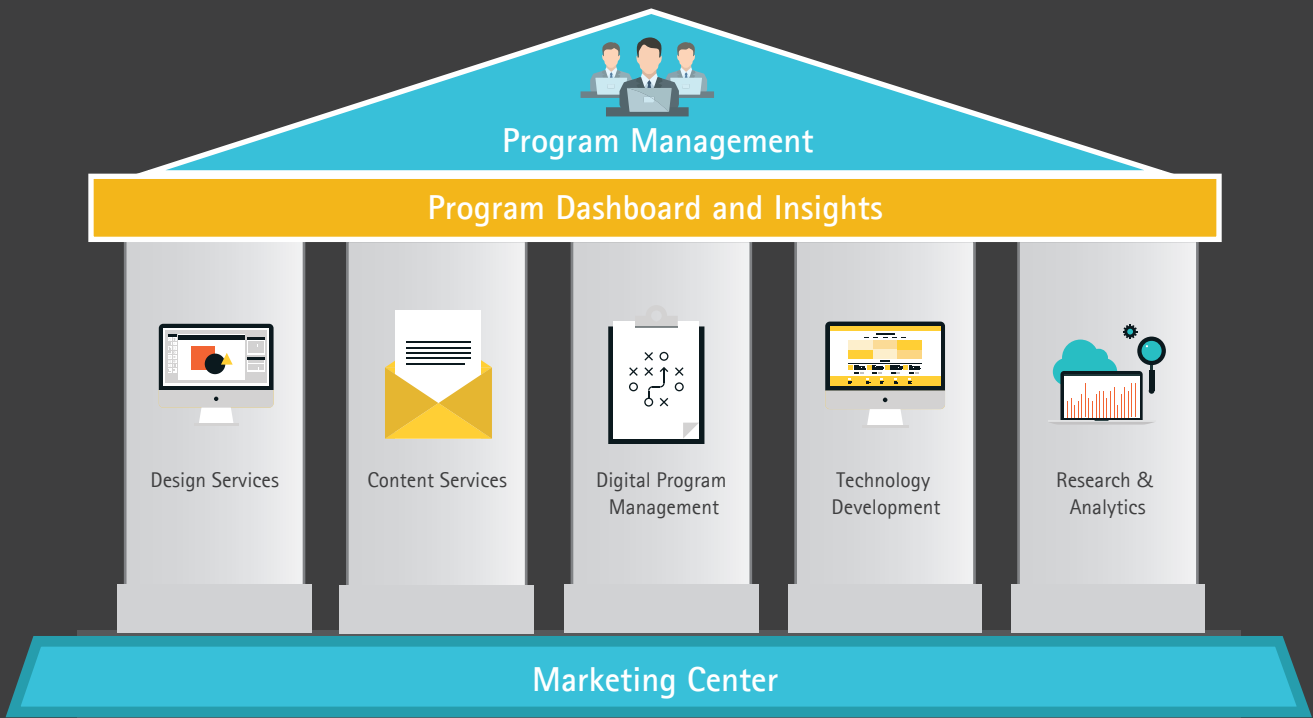 Program Management
Program Dashboard and Insights
Design Services
Content Services
Digital Program
Management
Technology
Development
Research &
Analytics
Marketing Center